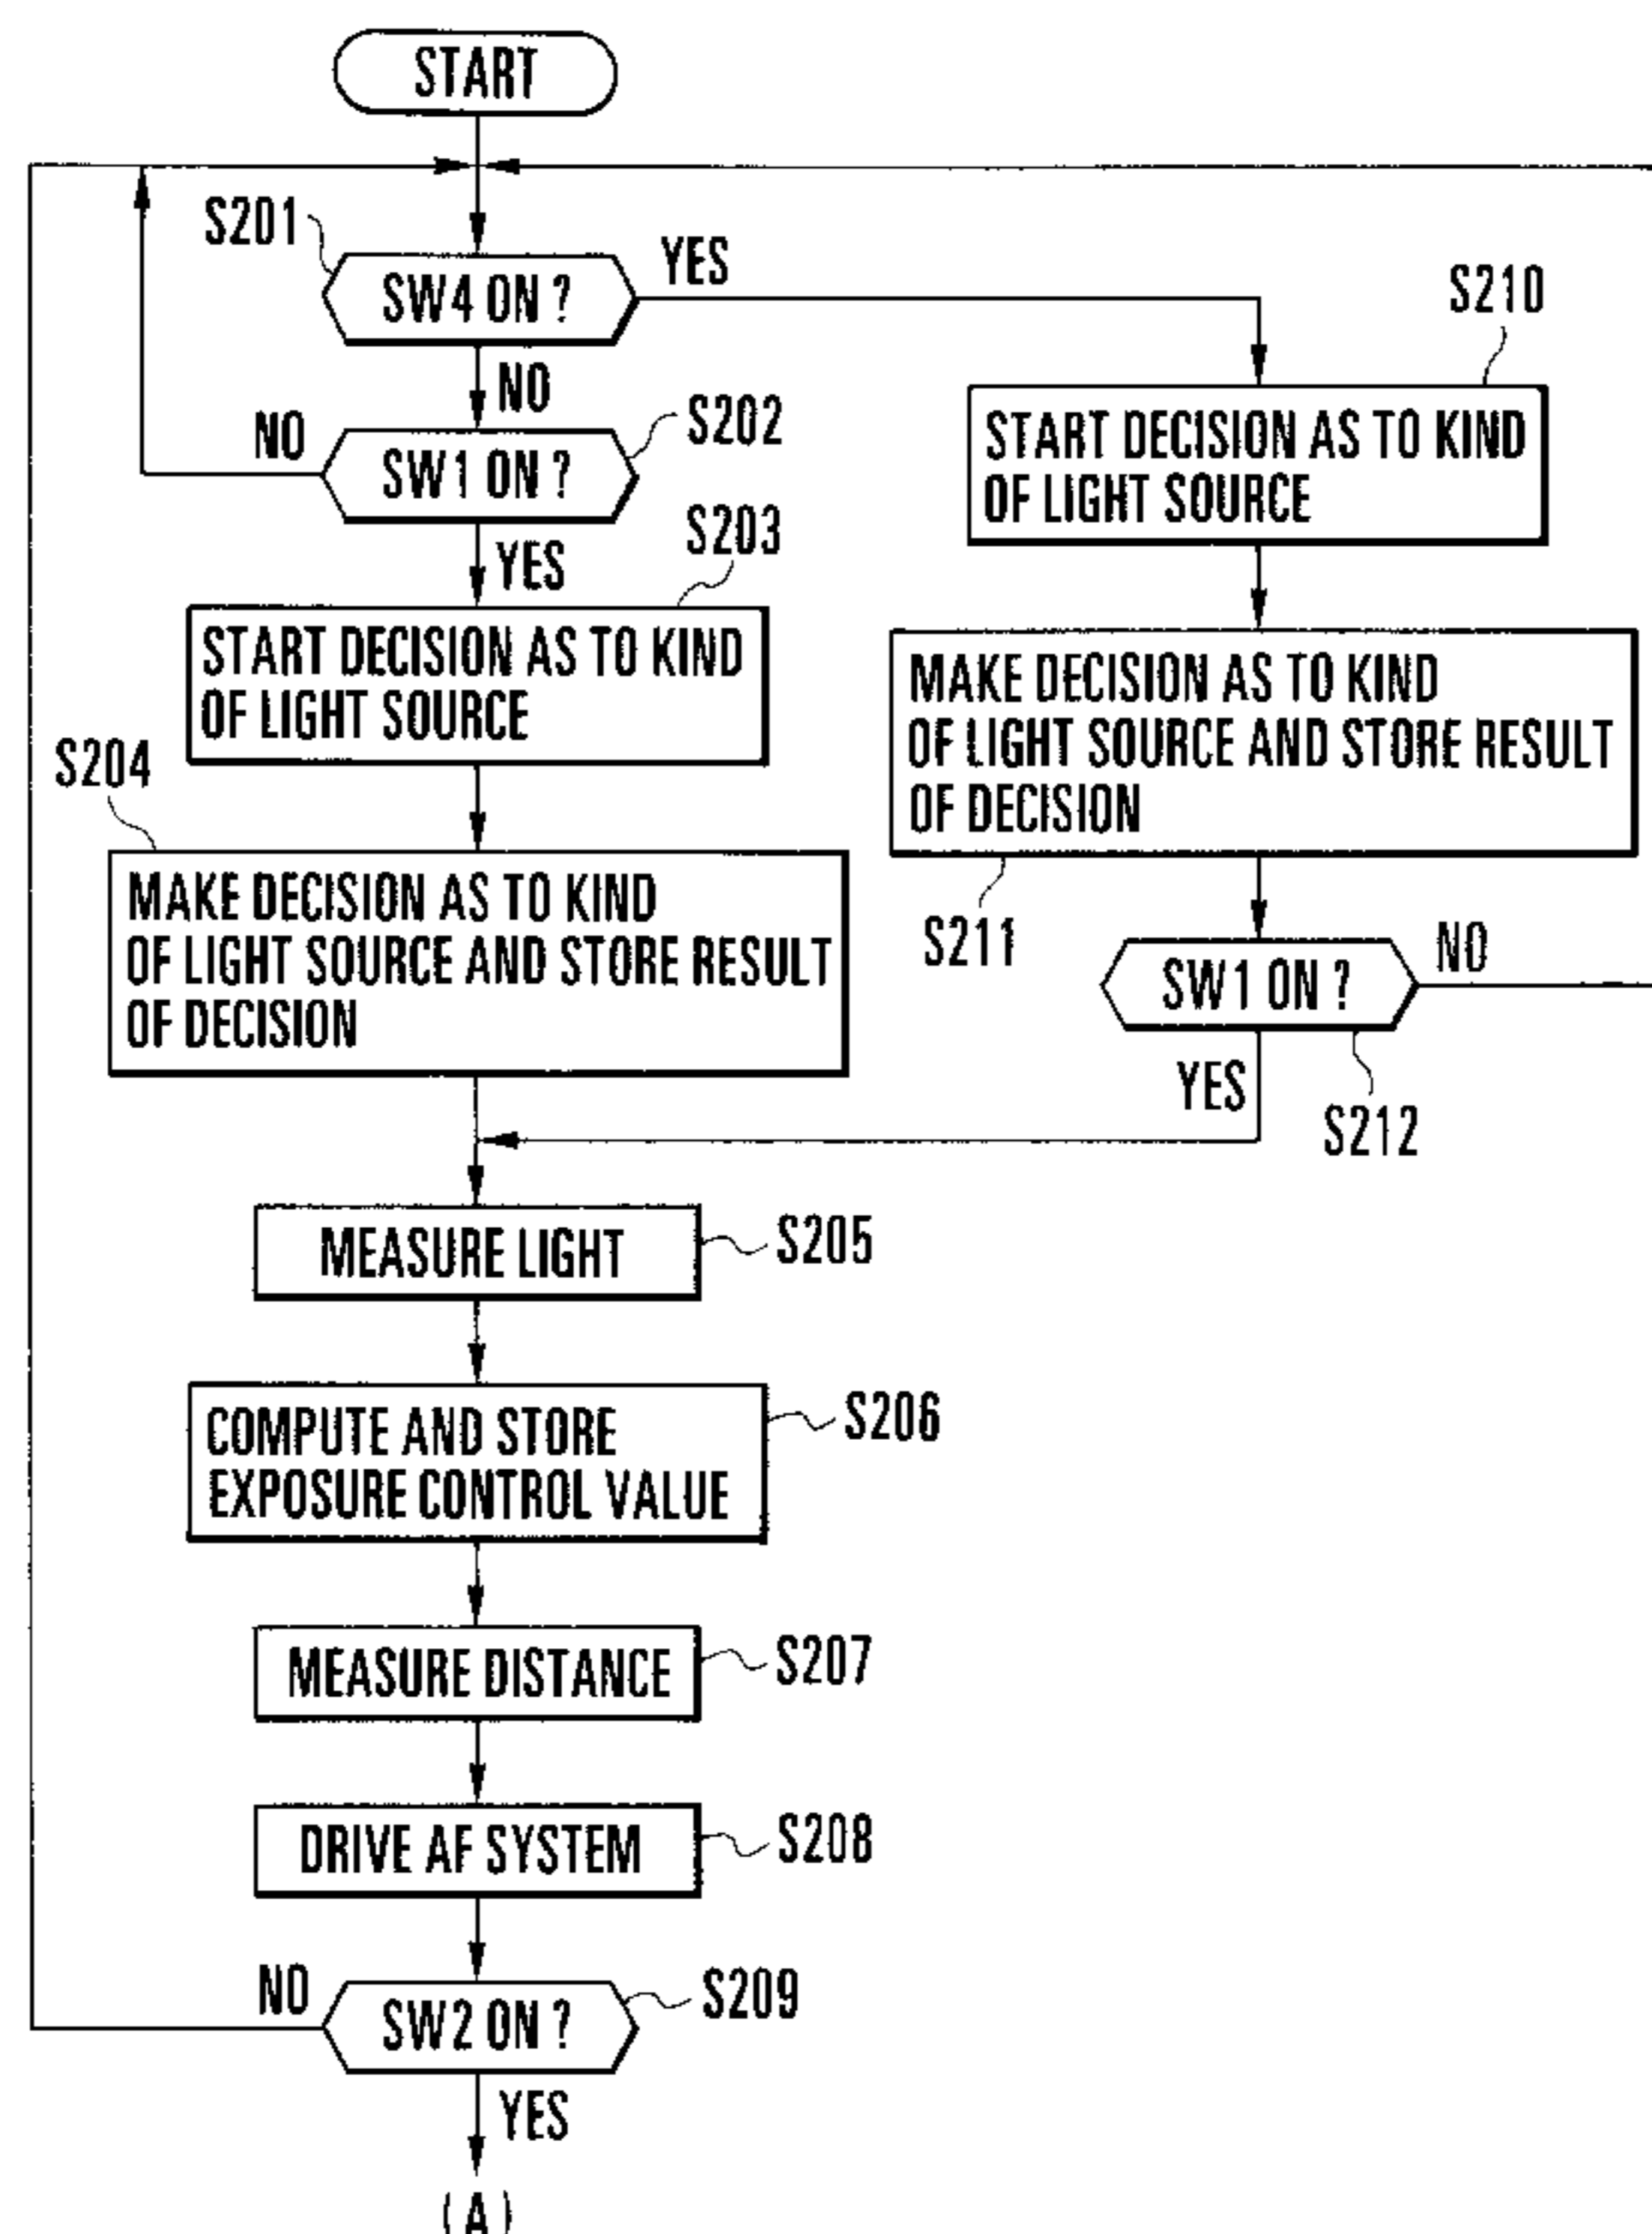 START
S201
SW4 ON ?
YES
NO
S202
NO
SW1 ON ?
YES
S203
START DECISION AS TO KIND
OF LIGHT SOURCE
S204
MAKE DECISION AS TO KIND
OF LIGHT SOURCE AND STORE RESULT
OF DECISION
S210
START DECISION AS TO KIND
OF LIGHT SOURCE
MAKE DECISION AS TO KIND
OF LIGHT SOURCE AND STORE RESULT
OF DECISION
S211
SW1 ON ?
NO
YES
S212
MEASURE LIGHT
S205
COMPUTE AND STORE
EXPOSURE CONTROL VALUE
S206
MEASURE DISTANCE
S207
DRIVE AF SYSTEM
S208
NO
SW2 ON ?
S209
YES
(A)